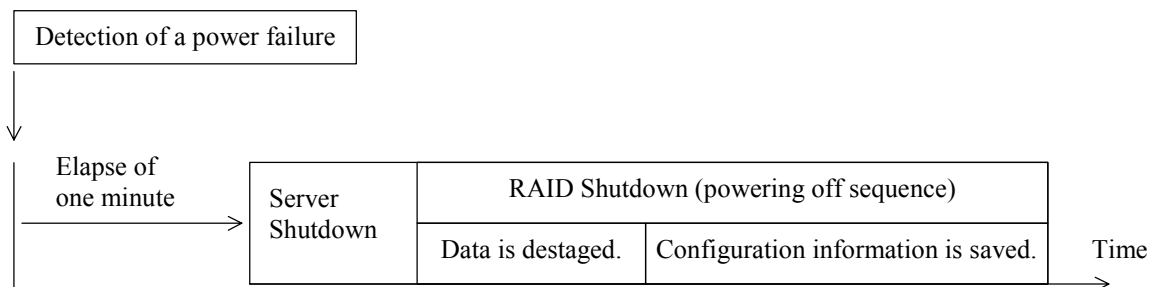 Detection of a power failure
Elapse of
one minute
Server
Shutdown
RAID Shutdown (powering off sequence)
Data is destaged.
Configuration information is saved.
Time